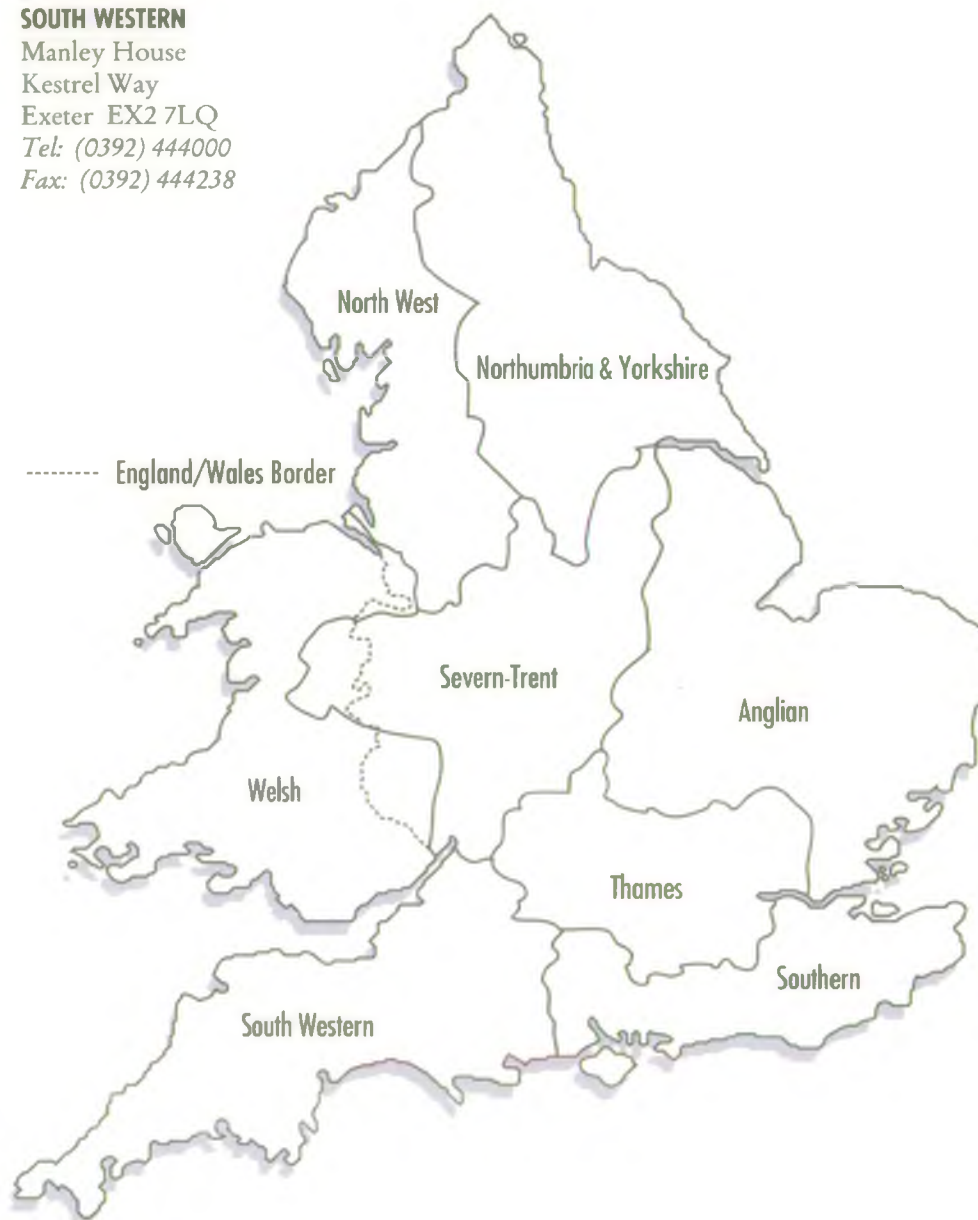 SOUTH WESTERN
Manley House
Kestrel Way
Exeter EX2 7LQ
Tel: (0392) 444000
Fax: (0392) 444238
North West
Northumbria & Yorkshire
England/Wales Border
Severn-Trent
Anglian
Welsh
Thames
Southern
South Western